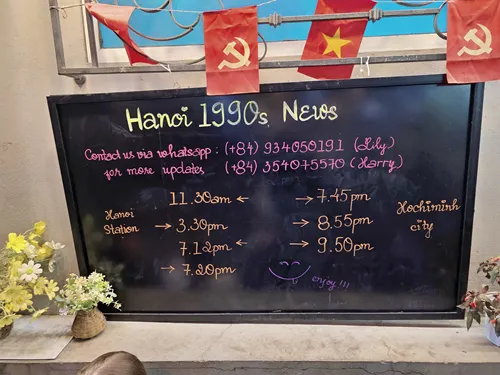 Hanoi 1990s News
Contact us via whatsapp : (+84) 934050191 (Lily)
for more updates (+84) 354075570 (Harry)
Hanoi Station
11.30am ←
→ 3.30pm
7.12pm ←
→ 7.20pm
→ 7.45pm
→ 8.55pm
→ 9.50pm
Hochiminh city
enjoy!!!